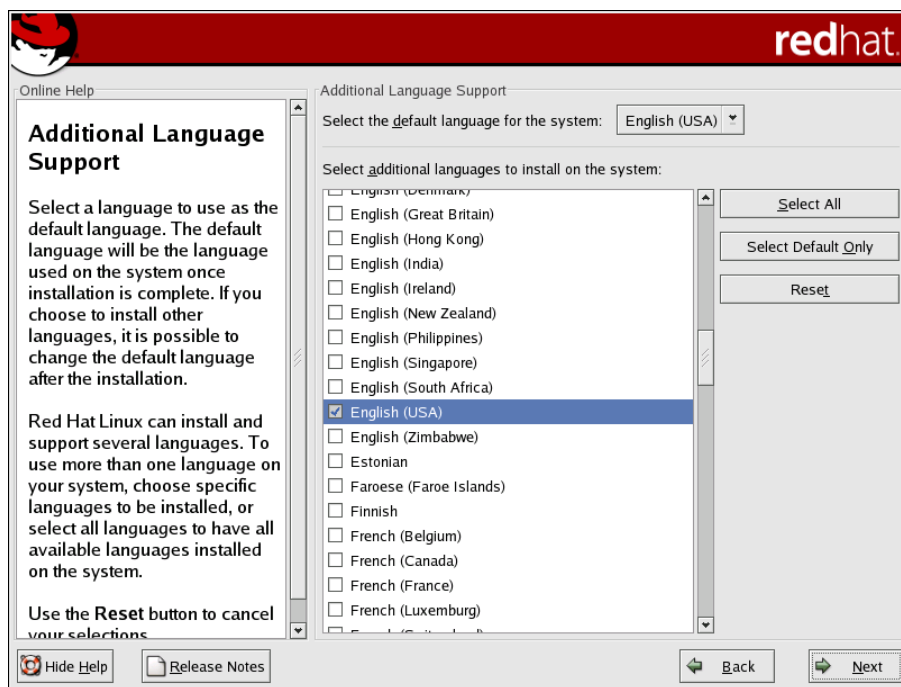 redhat.
Online Help
Additional Language
Support
Select a language to use as the
default language. The default
language will be the language
used on the system once
installation is complete. If you
choose to install other
languages, it is possible to
change the default language
after the installation.
Red Hat Linux can install and
support several languages. To
use more than one language on
your system, choose specific
languages to be installed, or
select all languages to have all
available languages installed
on the system.
Use the Reset button to cancel
your selections
Additional Language Support
Select the default language for the system: English (USA)
Select additional languages to install on the system:
English (Denmark)
English (Great Britain)
English (Hong Kong)
English (India)
English (Ireland)
English (New Zealand)
English (Philippines)
English (Singapore)
English (South Africa)
English (USA)
English (Zimbabwe)
Estonian
Faroese (Faroe Islands)
Finnish
French (Belgium)
French (Canada)
French (France)
French (Luxemburg)
French (Switzerland)
Select All
Select Default Only
Reset
Hide Help
Release Notes
Back
Next